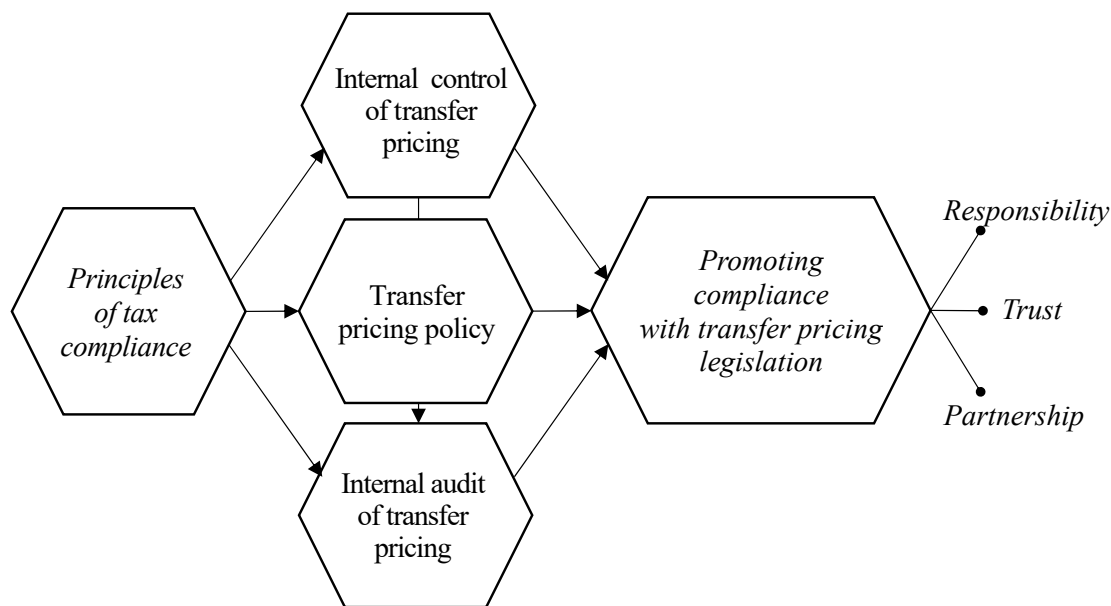 Internal control
of transfer
pricing
Principles
of tax
compliance
Transfer
pricing policy
Internal audit
of transfer
pricing
Promoting
compliance
with transfer pricing
legislation
Responsibility
Trust
Partnership